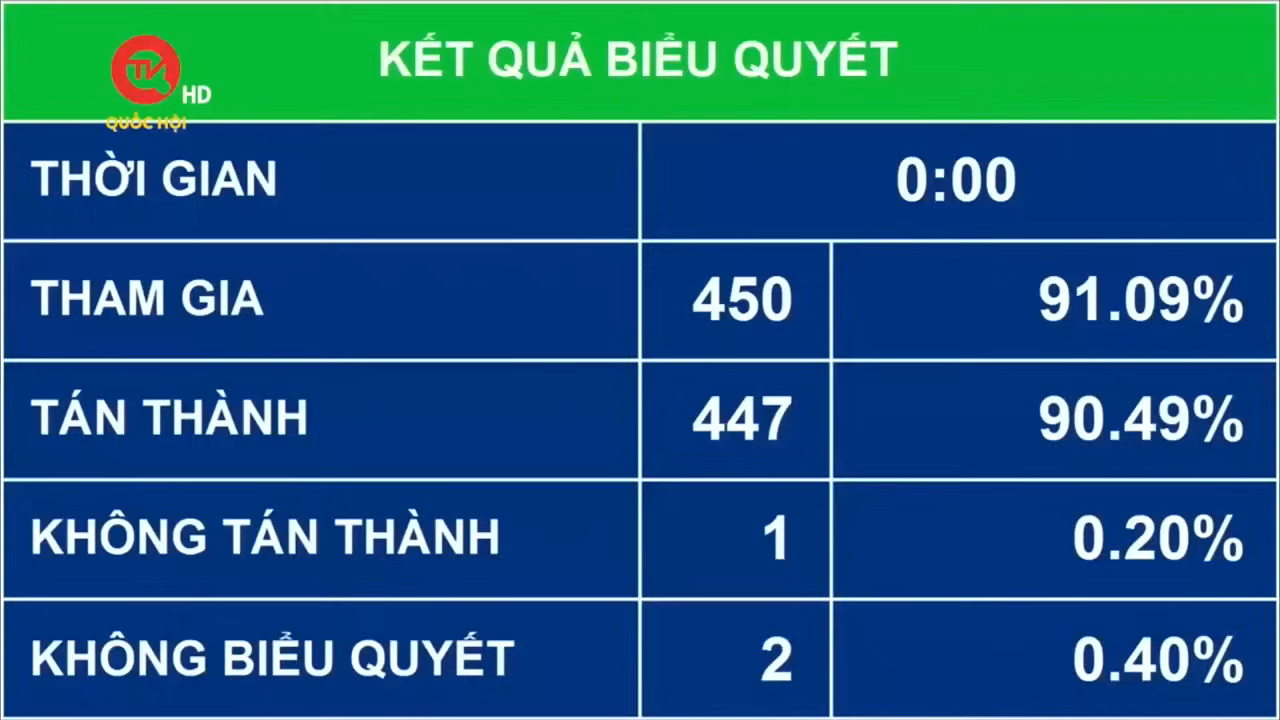 KẾT QUẢ BIỂU QUYẾT
TV HD
QUỐC HỘI
THỜI GIAN 0:00
THAM GIA 450 91.09%
TÁN THÀNH 447 90.49%
KHÔNG TÁN THÀNH 1 0.20%
KHÔNG BIỂU QUYẾT 2 0.40%